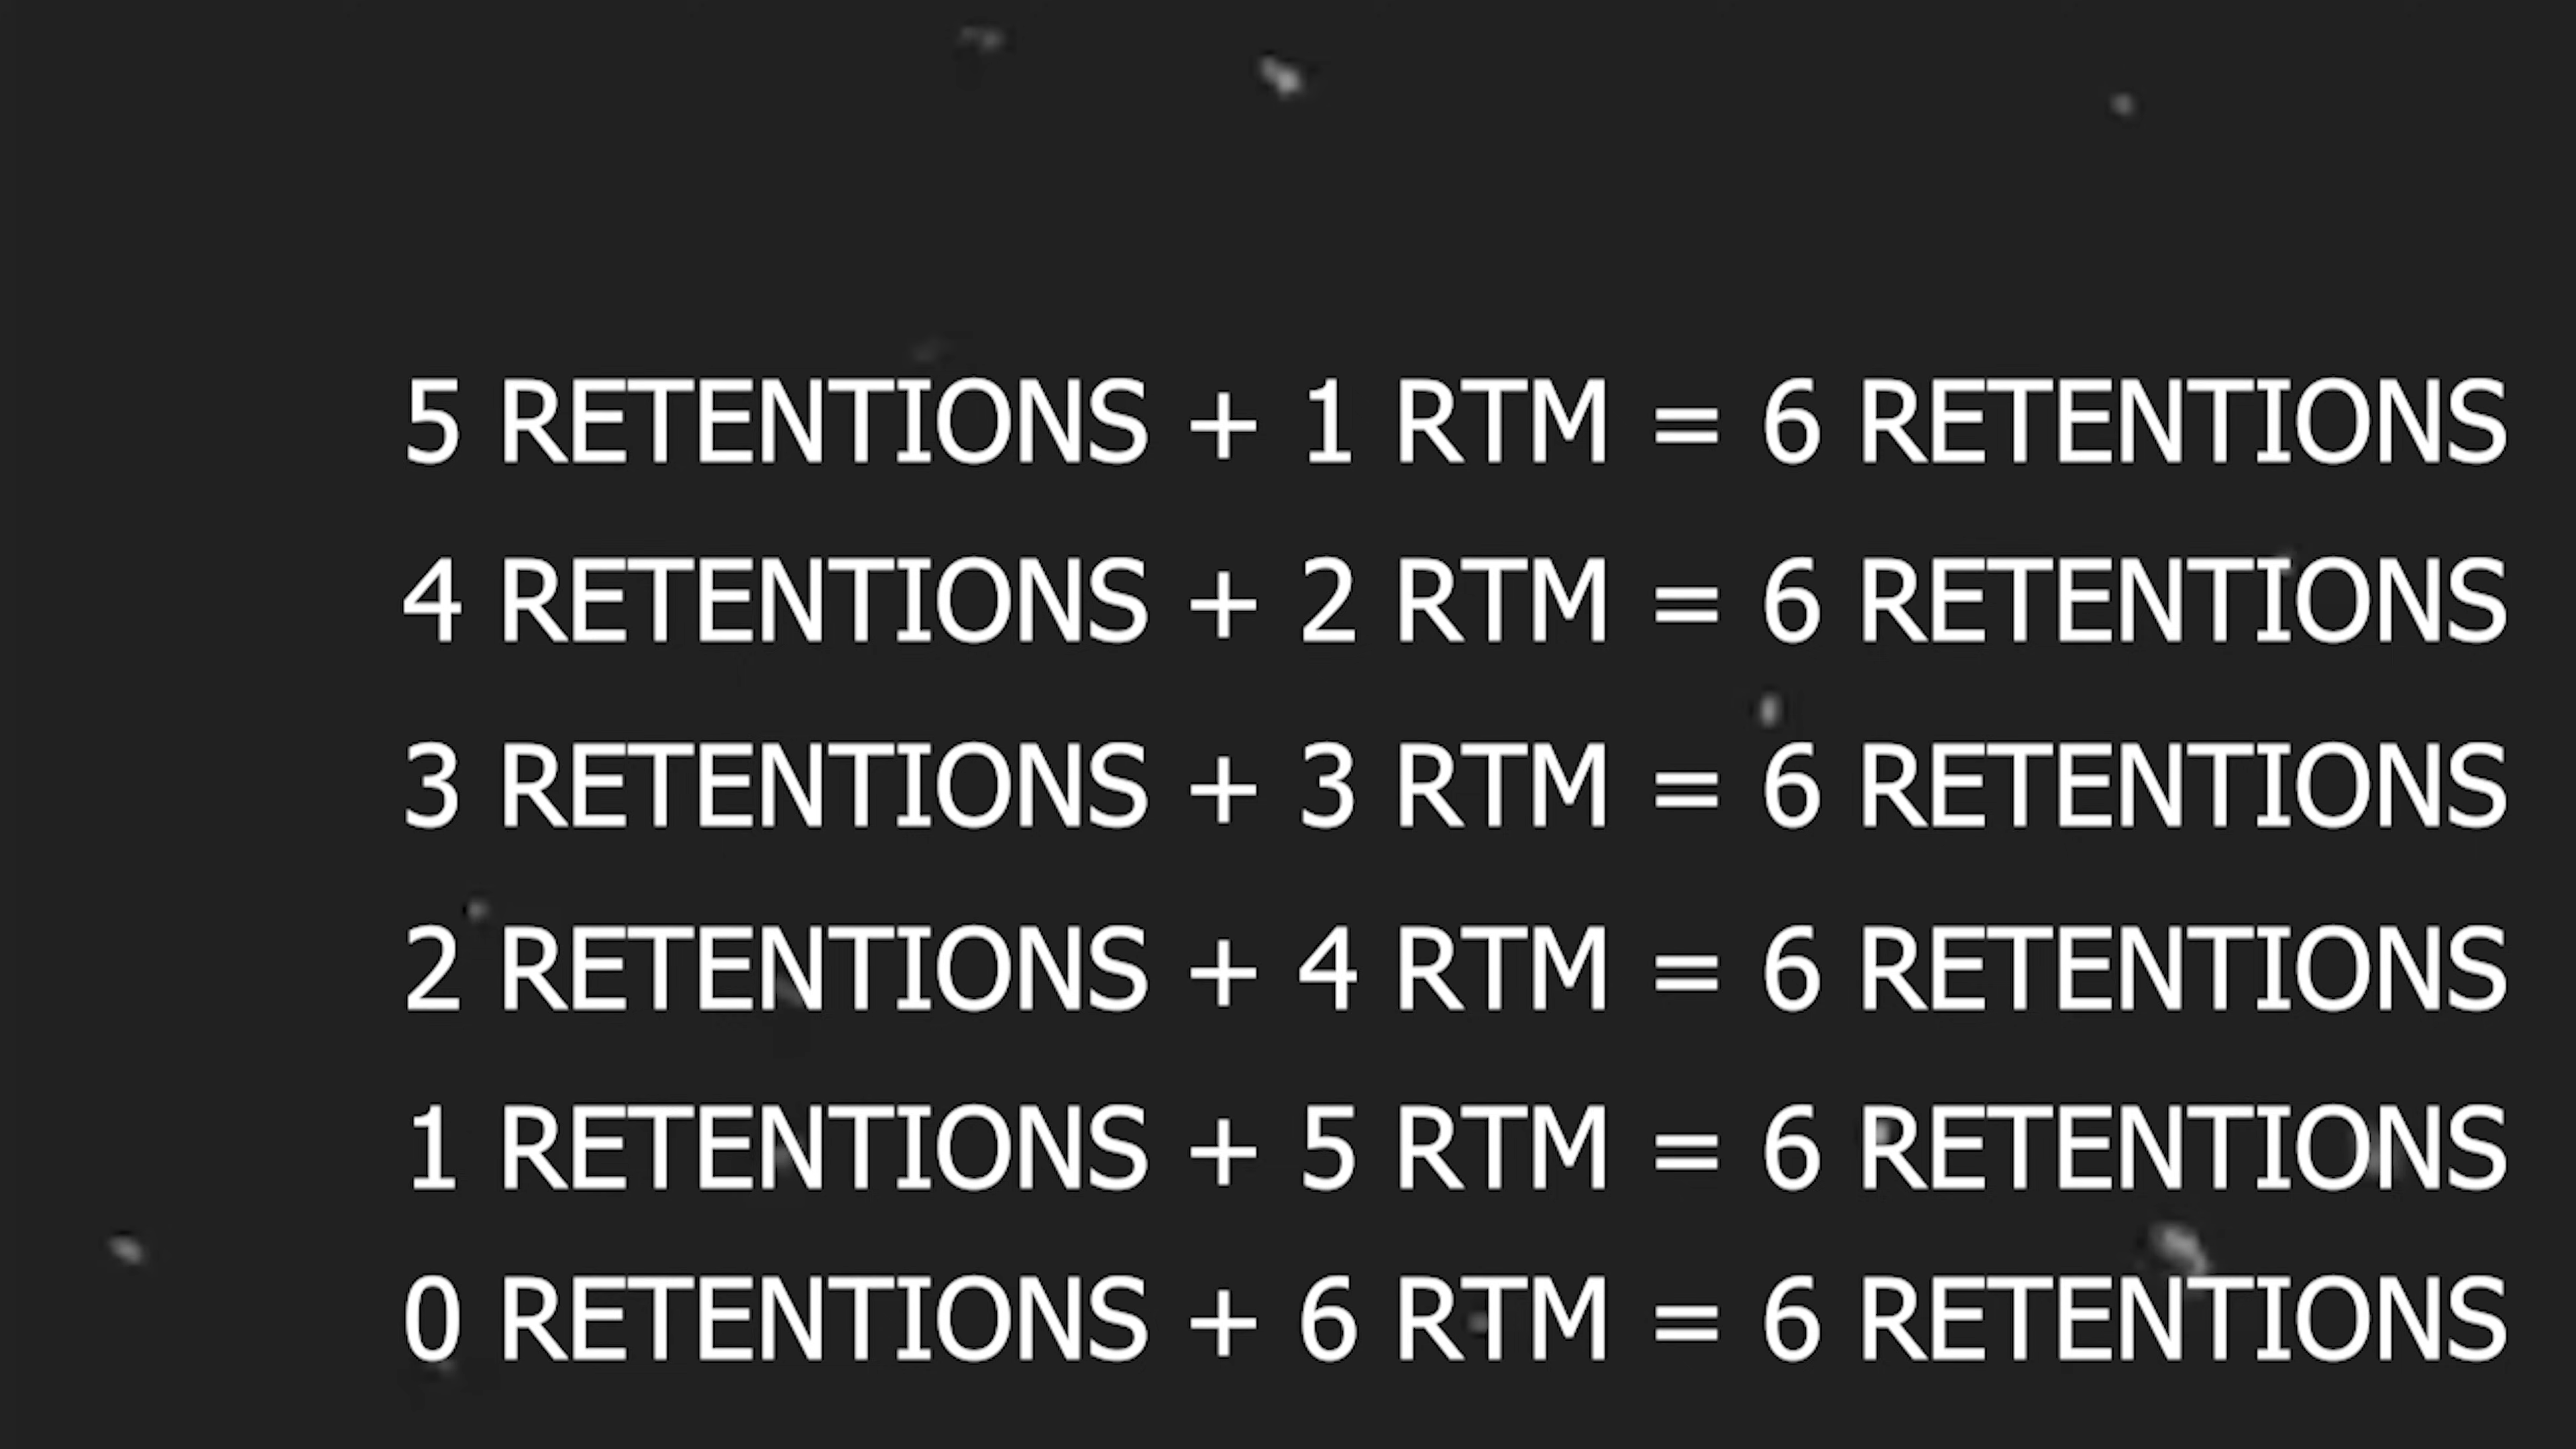 5 RETENTIONS + 1 RTM = 6 RETENTIONS
4 RETENTIONS + 2 RTM = 6 RETENTIONS
3 RETENTIONS + 3 RTM = 6 RETENTIONS
2 RETENTIONS + 4 RTM = 6 RETENTIONS
1 RETENTIONS + 5 RTM = 6 RETENTIONS
0 RETENTIONS + 6 RTM = 6 RETENTIONS